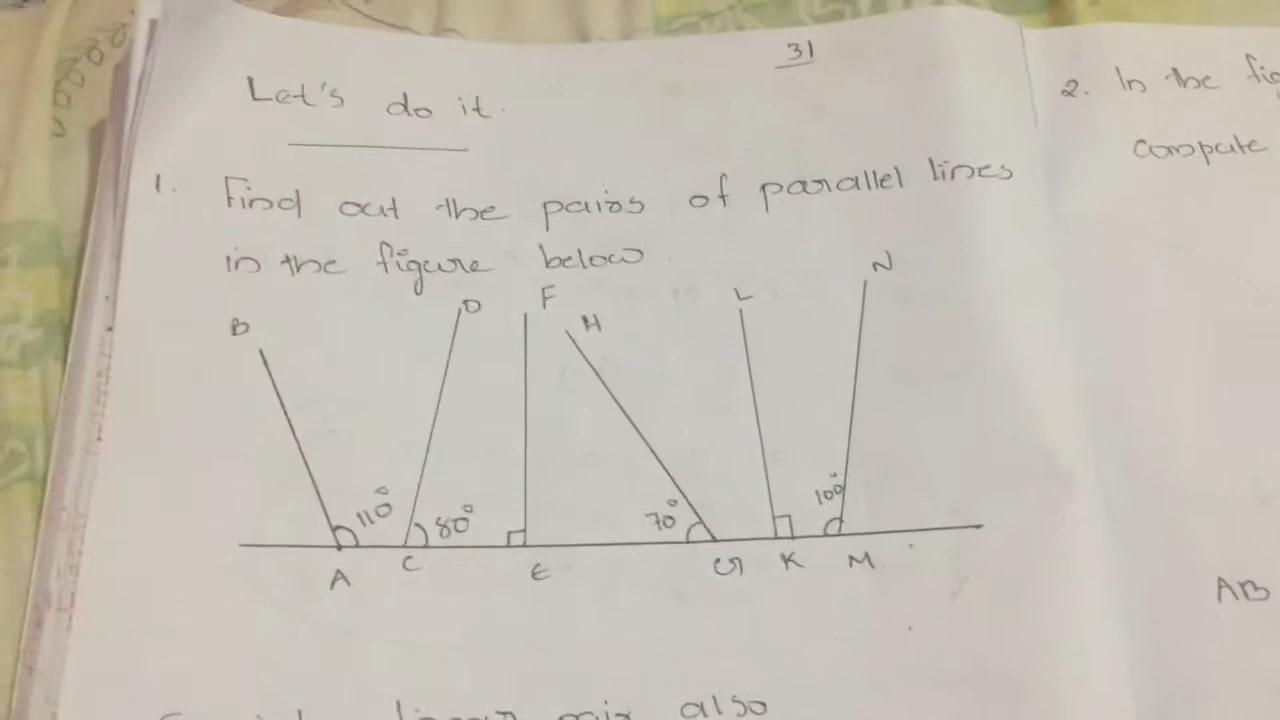 31
Let's do it.
1. Find out the pairs of parallel lines
in the figure below.
B D F H L N
110° 80° 70° 100°
A C E G K M
also
2. In the
compute
AB